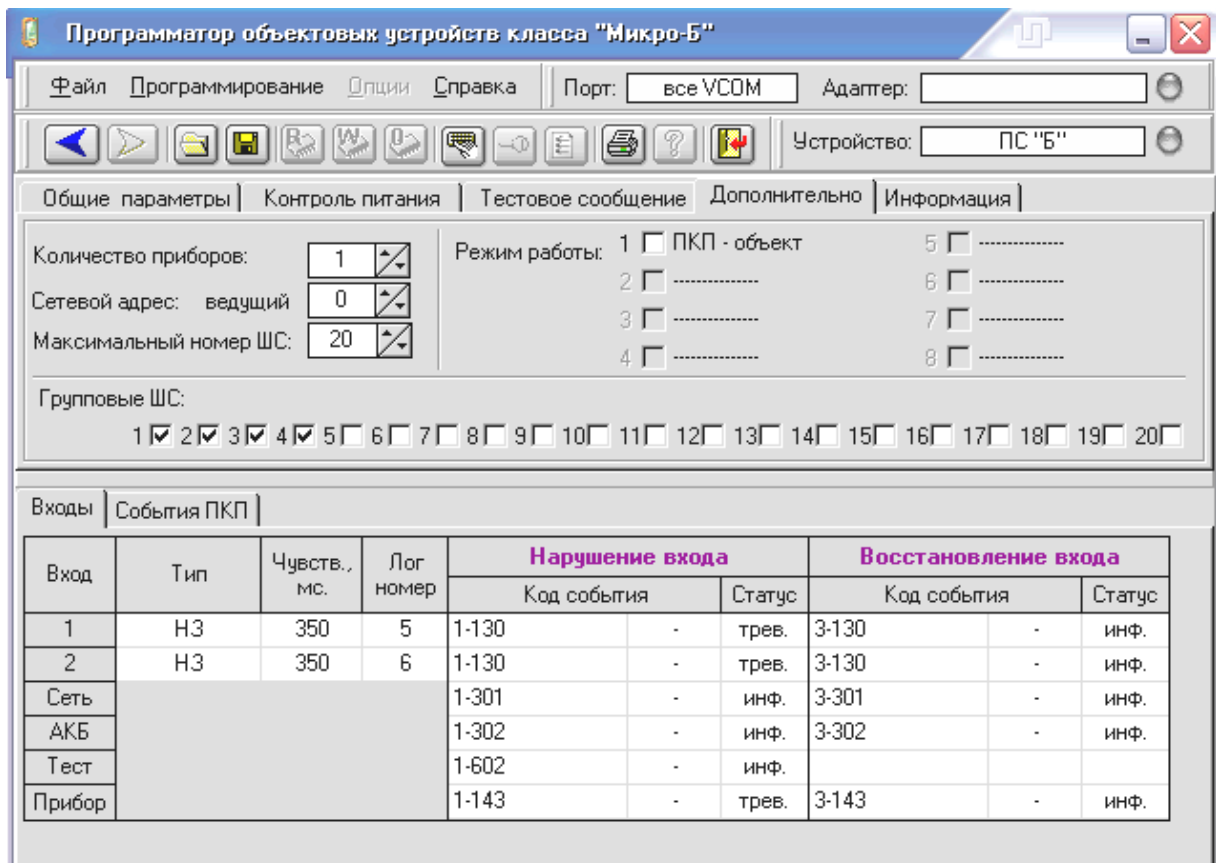 Программатор объектовых устройств класса "Микро-Б"
Файл Программирование Опции Справка Порт: все VCOM Адаптер:
Устройство: ПС "Б"
Общие параметры Контроль питания Тестовое сообщение Дополнительно Информация
Количество приборов: 1
Сетевой адрес: ведущий 0
Максимальный номер ШС: 20
Режим работы: 1 ПКП - объект 5 --------------
2 -------------- 6 --------------
3 -------------- 7 --------------
4 -------------- 8 --------------
Групповые ШС:
1 2 3 4 5 6 7 8 9 10 11 12 13 14 15 16 17 18 19 20
Входы События ПКП
Вход Тип Чувств., мс. Лог номер Нарушение входа Восстановление входа
Код события Статус Код события Статус
1 НЗ 350 5 1-130 - трев. 3-130 - инф.
2 НЗ 350 6 1-130 - трев. 3-130 - инф.
Сеть 1-301 - инф. 3-301 - инф.
АКБ 1-302 - инф. 3-302 - инф.
Тест 1-602 - инф.
Прибор 1-143 - трев. 3-143 - инф.